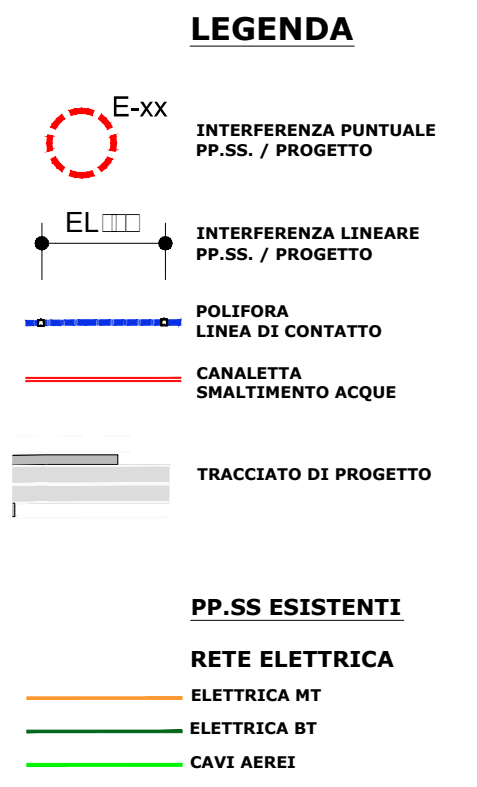 LEGENDA
E-xx
INTERFERENZA PUNTUALE
PP.SS. / PROGETTO
EL
INTERFERENZA LINEARE
PP.SS. / PROGETTO
POLIFORA
LINEA DI CONTATTO
CANALETTA
SMALTIMENTO ACQUE
TRACCIATO DI PROGETTO
PP.SS ESISTENTI
RETE ELETTRICA
ELETTRICA MT
ELETTRICA BT
CAVI AEREI